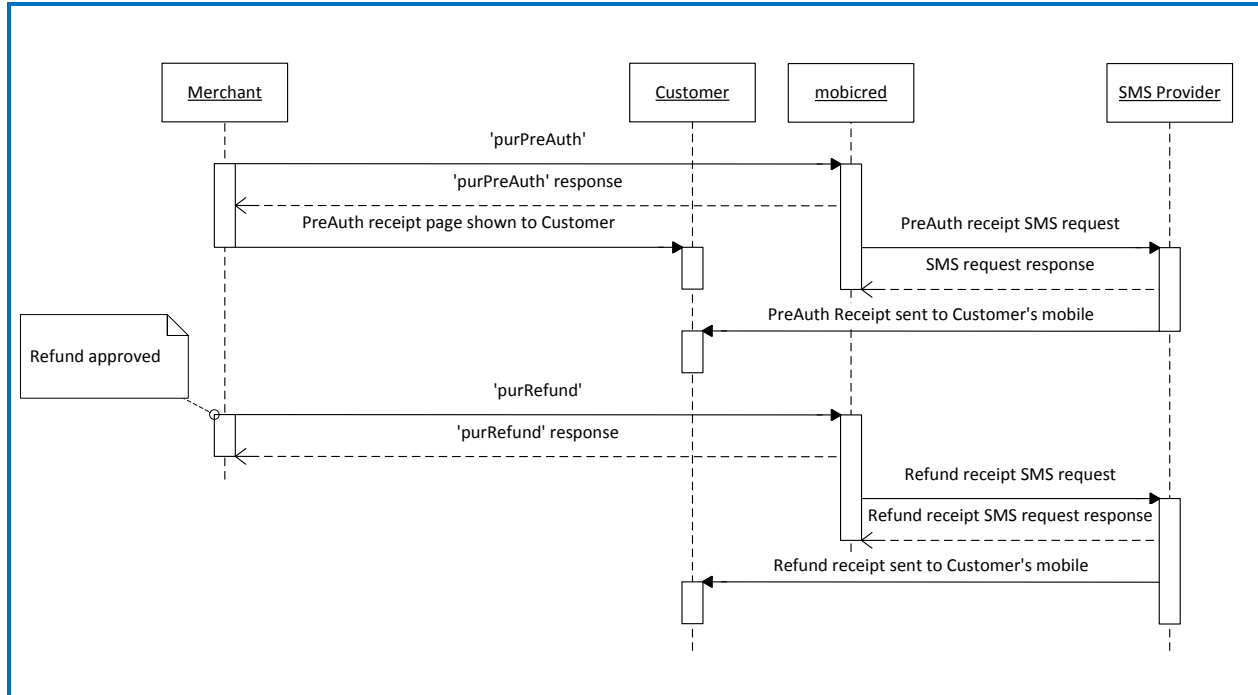 Merchant
Customer
mobicred
SMS Provider
'purPreAuth'
'purPreAuth' response
PreAuth receipt page shown to Customer
PreAuth receipt SMS request
SMS request response
PreAuth Receipt sent to Customer's mobile
Refund approved
'purRefund'
'purRefund' response
Refund receipt SMS request
Refund receipt SMS request response
Refund receipt sent to Customer's mobile